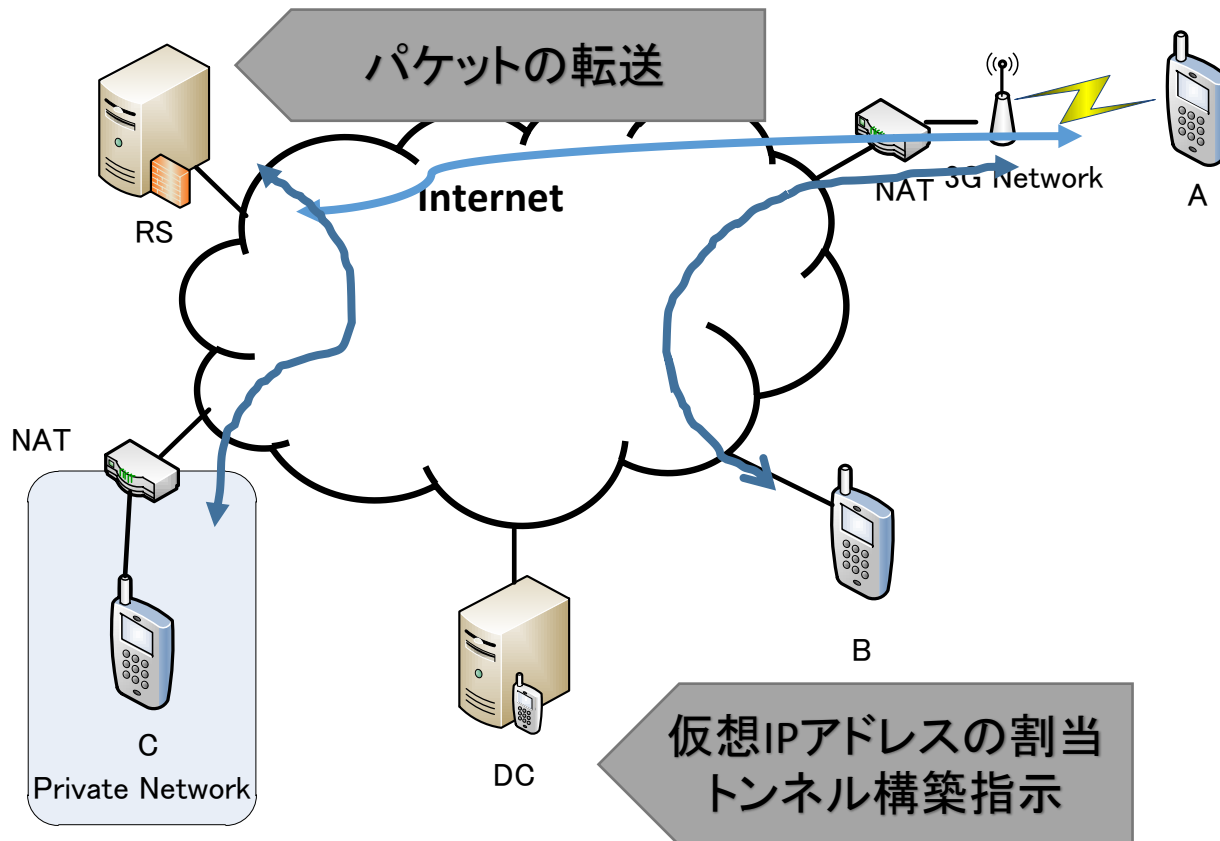 パケットの転送
RS
Internet
NAT
3G Network
A
NAT
C
Private Network
DC
B
仮想IPアドレスの割当
トンネル構築指示